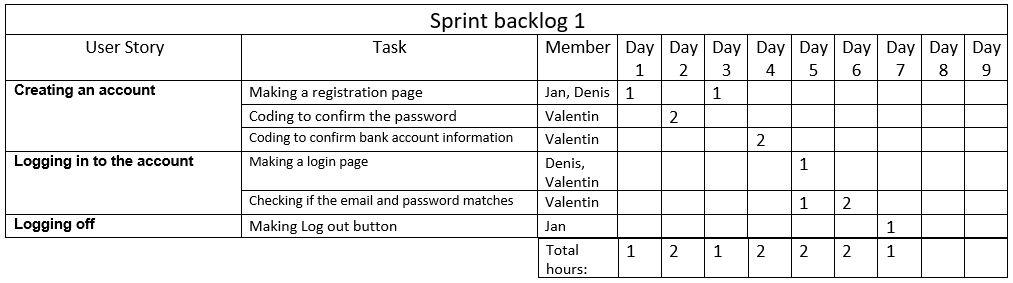 Sprint backlog 1
User Story Task Member Day 1 Day 2 Day 3 Day 4 Day 5 Day 6 Day 7 Day 8 Day 9
Creating an account Making a registration page Jan, Denis 1 1
Coding to confirm the password Valentin 2
Coding to confirm bank account information Valentin 2
Logging in to the account Making a login page Denis, Valentin 1
Checking if the email and password matches Valentin 1 2
Logging off Making Log out button Jan 1
Total hours: 1 2 1 2 2 2 1